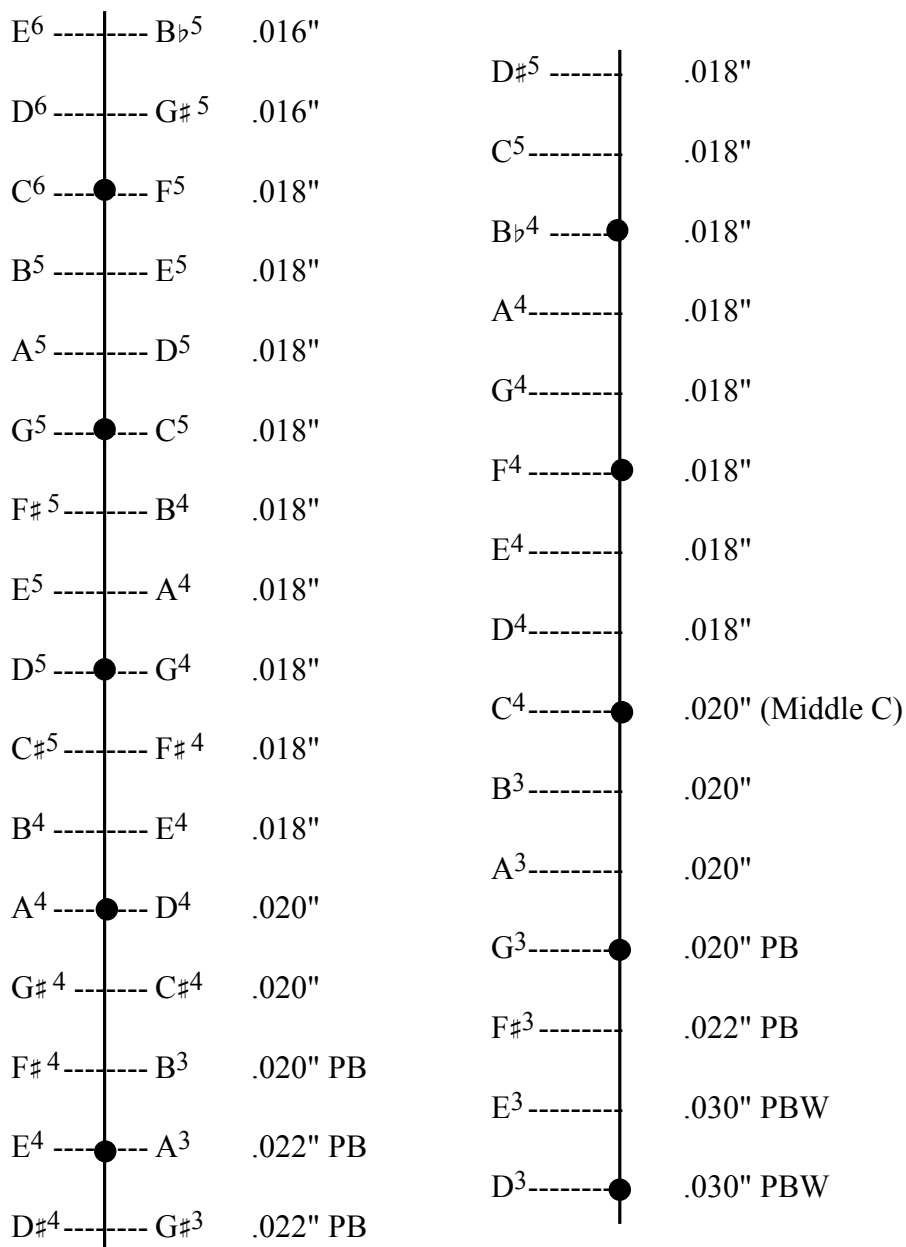 E6 --------- B♭5 .016"
D6 --------- G♯5 .016"
C6 --------- F5 .018"
B5 --------- E5 .018"
A5 --------- D5 .018"
G5 --------- C5 .018"
F♯5 --------- B4 .018"
E5 --------- A4 .018"
D5 --------- G4 .018"
C♯5 --------- F♯4 .018"
B4 --------- E4 .018"
A4 --------- D4 .020"
G♯4 ------- C♯4 .020"
F♯4 --------- B3 .020" PB
E4 --------- A3 .022" PB
D♯4 --------- G♯3 .022" PB
D♯5 ------- .018"
C5 --------- .018"
B♭4 ------- .018"
A4 --------- .018"
G4 --------- .018"
F4 --------- .018"
E4 --------- .018"
D4 --------- .018"
C4 --------- .020" (Middle C)
B3 --------- .020"
A3 --------- .020"
G3 --------- .020" PB
F♯3 -------- .022" PB
E3 --------- .030" PBW
D3 --------- .030" PBW